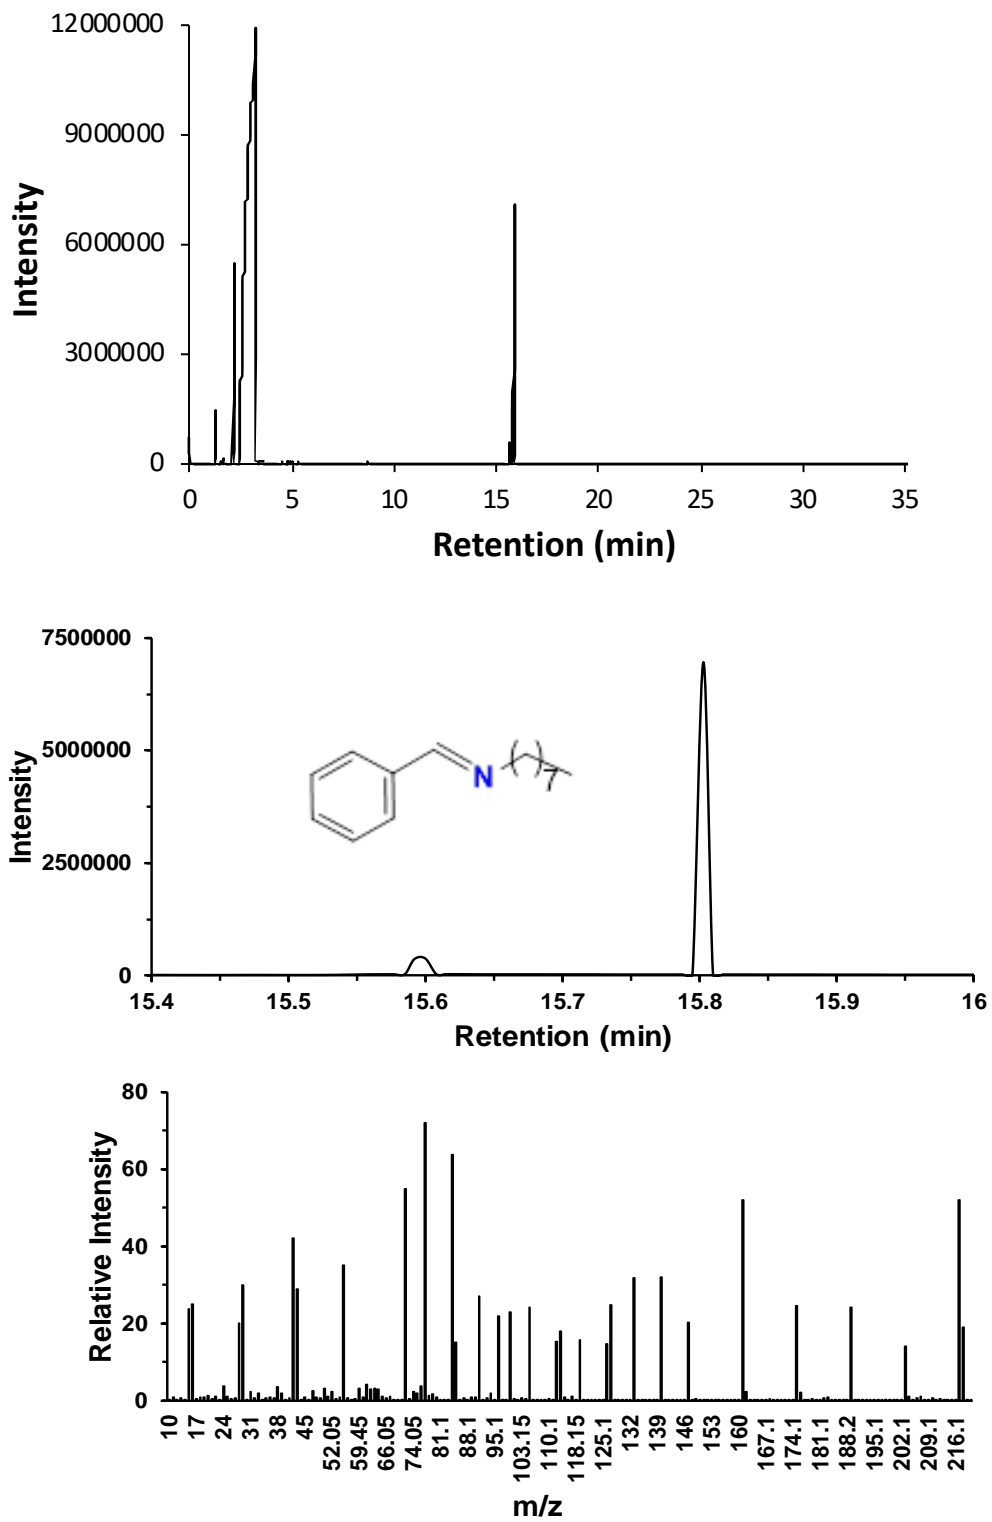 12000000
9000000
6000000
3000000
0
Intensity
0 5 10 15 20 25 30 35
Retention (min)
7500000
5000000
2500000
0
Intensity
N ( ) 7
15.4 15.5 15.6 15.7 15.8 15.9 16
Retention (min)
80
60
40
20
0
Relative Intensity
10 17 24 31 38 45 52.05 59.45 66.05 74.05 81.1 88.1 95.1 103.15 110.1 118.15 125.1 132 139 146 153 160 167.1 174.1 181.1 188.2 195.1 202.1 209.1 216.1
m/z